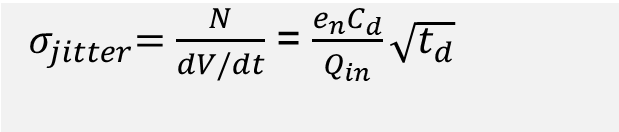 σ_jitter = N / (dV/dt) = (e_n C_d / Q_in) √t_d